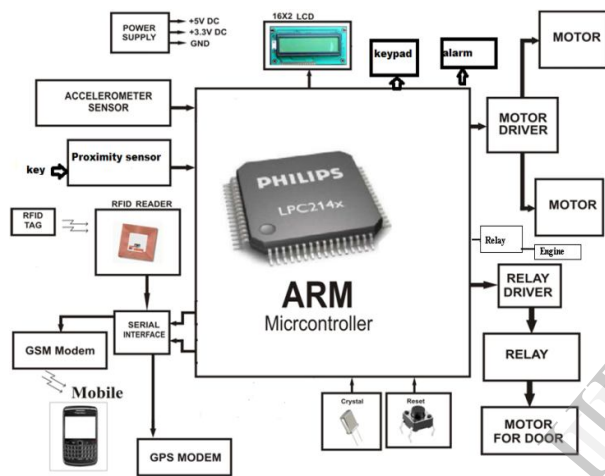 POWER
SUPPLY
+5V DC
+3.3V DC
GND
16X2 LCD
keypad
alarm
MOTOR
ACCELEROMETER
SENSOR
MOTOR
DRIVER
key
Proximity sensor
PHILIPS
LPC214x
MOTOR
RFID
TAG
RFID READER
Relay
Engine
ARM
Micrcontroller
RELAY
DRIVER
SERIAL
INTERFACE
GSM Modem
RELAY
Mobile
Crystal
Reset
MOTOR
FOR DOOR
GPS MODEM